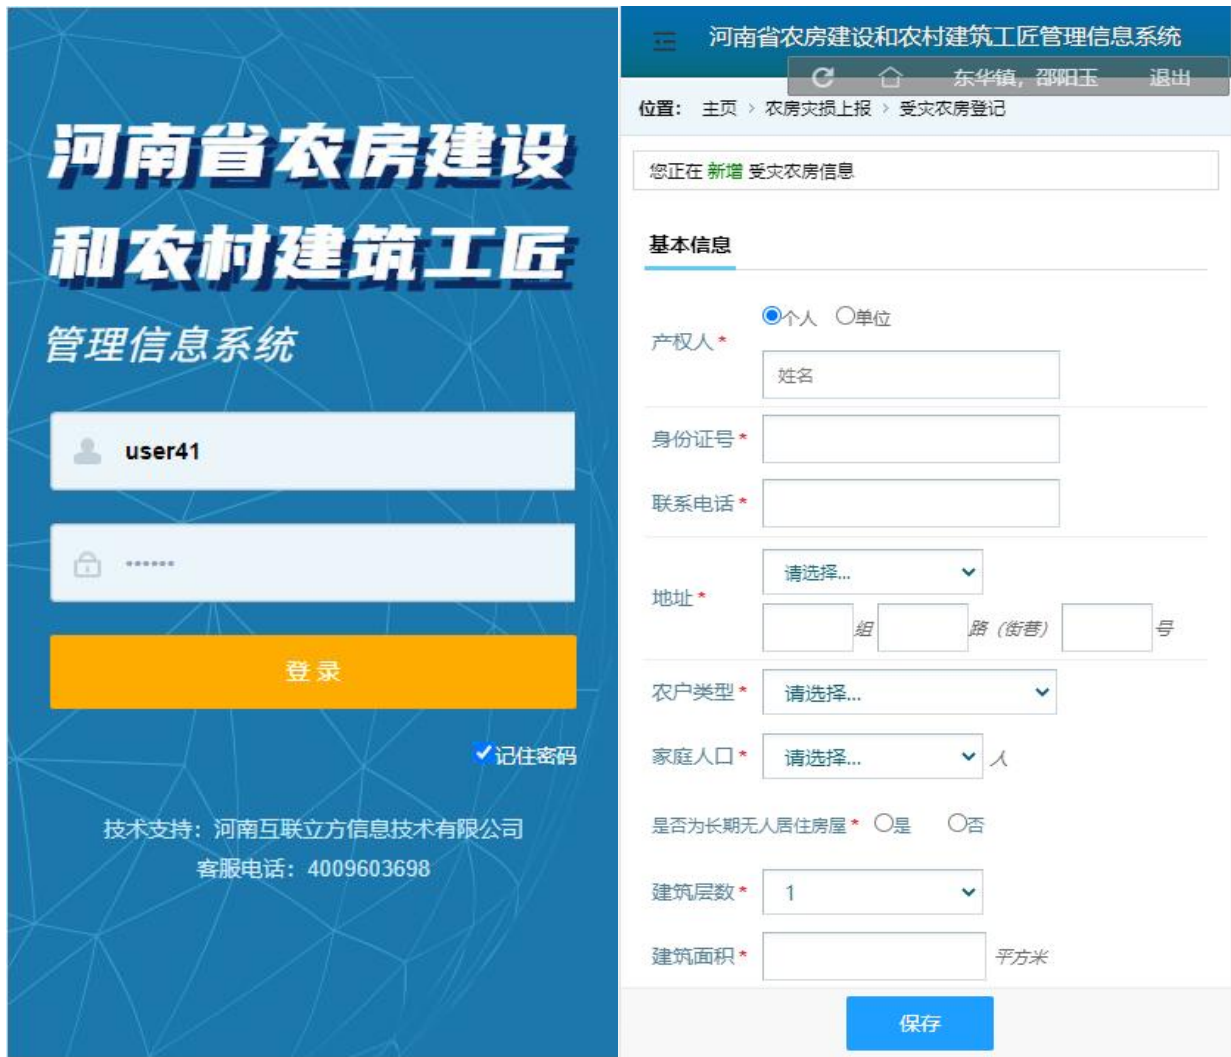 河南省农房建设
和农村建筑工匠
管理信息系统
user41
······
登 录
记住密码
技术支持：河南互联立方信息技术有限公司
客服电话：4009603698
河南省农房建设和农村建筑工匠管理信息系统
东华镇，邵阳玉 退出
位置： 主页 > 农房灾损上报 > 受灾农房登记
您正在 新增 受灾农房信息
基本信息
个人 单位
产权人 *
姓名
身份证号 *
联系电话 *
请选择...
地址 *
组 路（街巷） 号
农户类型 * 请选择...
家庭人口 * 请选择... 人
是否为长期无人居住房屋 * 是 否
建筑层数 * 1
建筑面积 * 平方米
保存